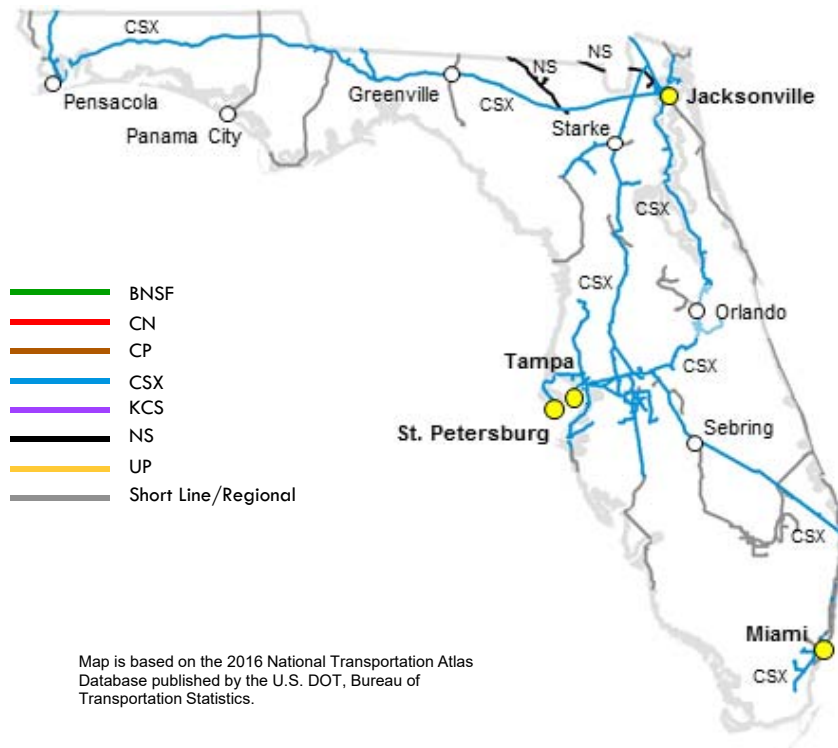 CSX
NS
NS
Pensacola
Greenville
CSX
Jacksonville
Panama City
Starke
CSX
CSX
BNSF
CN
CP
CSX
KCS
NS
UP
Short Line/Regional
Orlando
Tampa
CSX
St. Petersburg
Sebring
CSX
Miami
CSX
Map is based on the 2016 National Transportation Atlas
Database published by the U.S. DOT, Bureau of
Transportation Statistics.